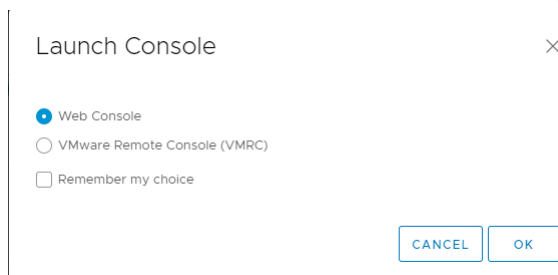 Launch Console
Web Console
VMware Remote Console (VMRC)
Remember my choice
CANCEL
OK